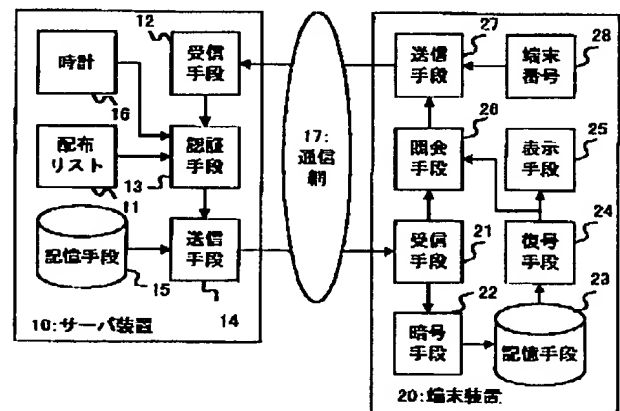 12
受信
手段
時計
16
配布
リスト
11
認証
手段
13
記憶手段
15
送信
手段
14
10:サーバ装置
17:
通信
網
27
送信
手段
端末
番号
28
26
照会
手段
表示
手段
25
受信
手段
21
復号
手段
24
22
暗号
手段
23
記憶手段
20:端末装置